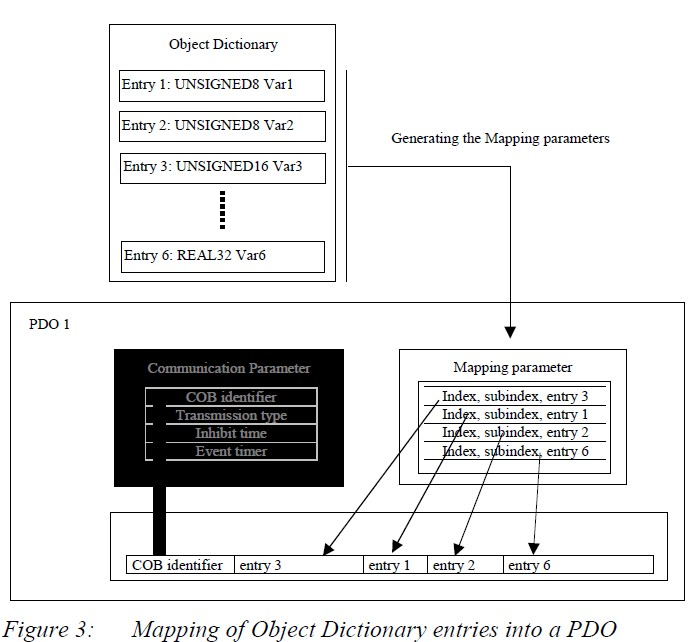 Object Dictionary
Entry 1: UNSIGNED8 Var1
Entry 2: UNSIGNED8 Var2
Entry 3: UNSIGNED16 Var3
Entry 6: REAL32 Var6
Generating the Mapping parameters
PDO 1
Communication Parameter
COB identifier
Transmission type
Inhibit time
Event timer
Mapping parameter
Index, subindex, entry 3
Index, subindex, entry 1
Index, subindex, entry 2
Index, subindex, entry 6
COB identifier entry 3 entry 1 entry 2 entry 6
Figure 3: Mapping of Object Dictionary entries into a PDO